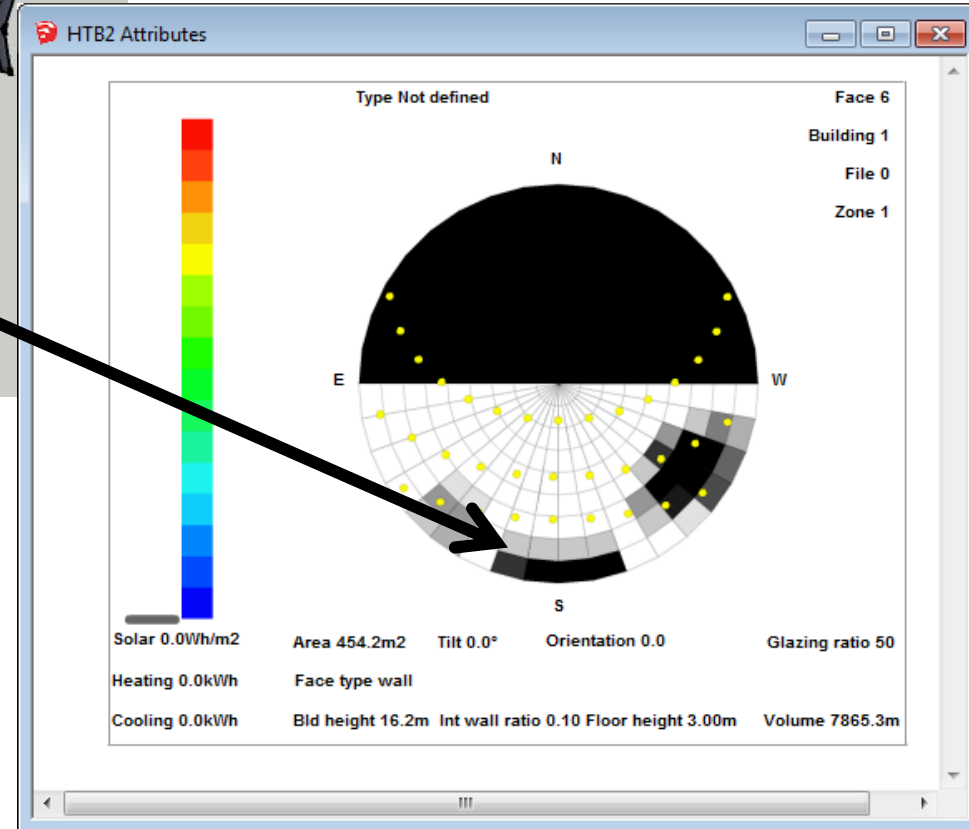 HTB2 Attributes
Type Not defined
Face 6
Building 1
File 0
Zone 1
N
E
W
S
Solar 0.0Wh/m2
Area 454.2m2 Tilt 0.0° Orientation 0.0 Glazing ratio 50
Heating 0.0kWh Face type wall
Cooling 0.0kWh Bld height 16.2m Int wall ratio 0.10 Floor height 3.00m Volume 7865.3m